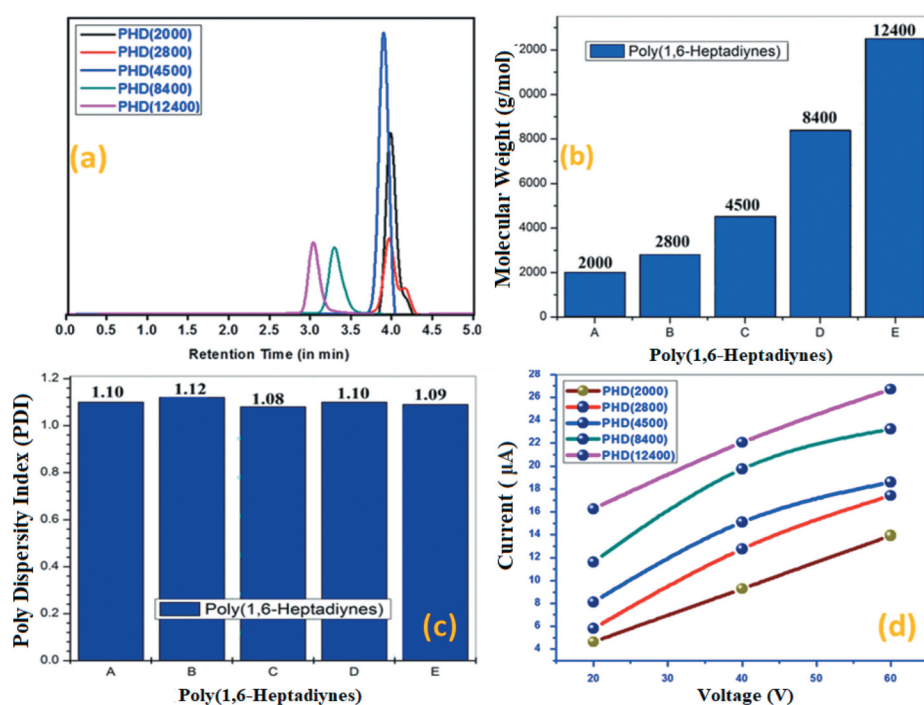 PHD(2000)
PHD(2800)
PHD(4500)
PHD(8400)
PHD(12400)
(a)
0.0 0.5 1.0 1.5 2.0 2.5 3.0 3.5 4.0 4.5 5.0
Retention Time (in min)
Molecular Weight (g/mol)
Poly(1,6-Heptadiynes)
(b)
12400
8400
4500
2800
2000
8000
6000
4000
2000
0
A B C D E
Poly(1,6-Heptadiynes)
Poly Dispersity Index (PDI)
1.2
1.0
0.8
0.6
0.4
0.2
0.0
1.10 1.12 1.08 1.10 1.09
Poly(1,6-Heptadiynes)
(c)
A B C D E
Poly(1,6-Heptadiynes)
Current ( μA)
28
26
24
22
20
18
16
14
12
10
8
6
4
PHD(2000)
PHD(2800)
PHD(4500)
PHD(8400)
PHD(12400)
(d)
20 30 40 50 60
Voltage (V)